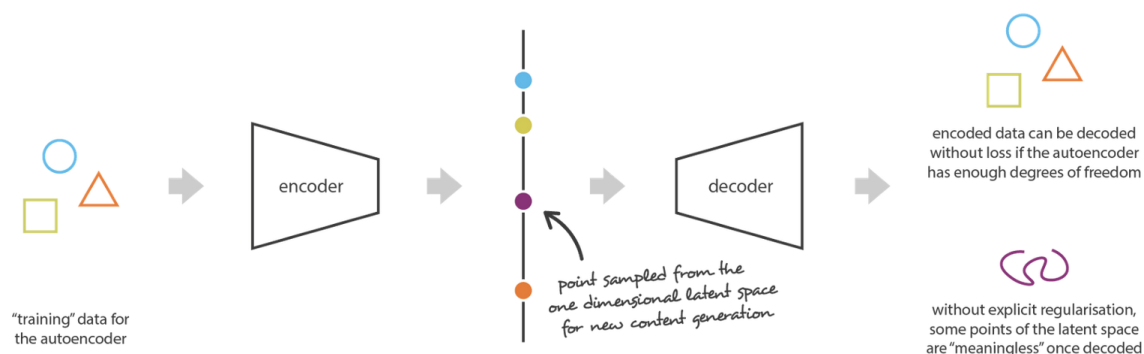 "training" data for
the autoencoder
encoder
point sampled from the
one dimensional latent space
for new content generation
decoder
encoded data can be decoded
without loss if the autoencoder
has enough degrees of freedom
without explicit regularisation,
some points of the latent space
are "meaningless" once decoded